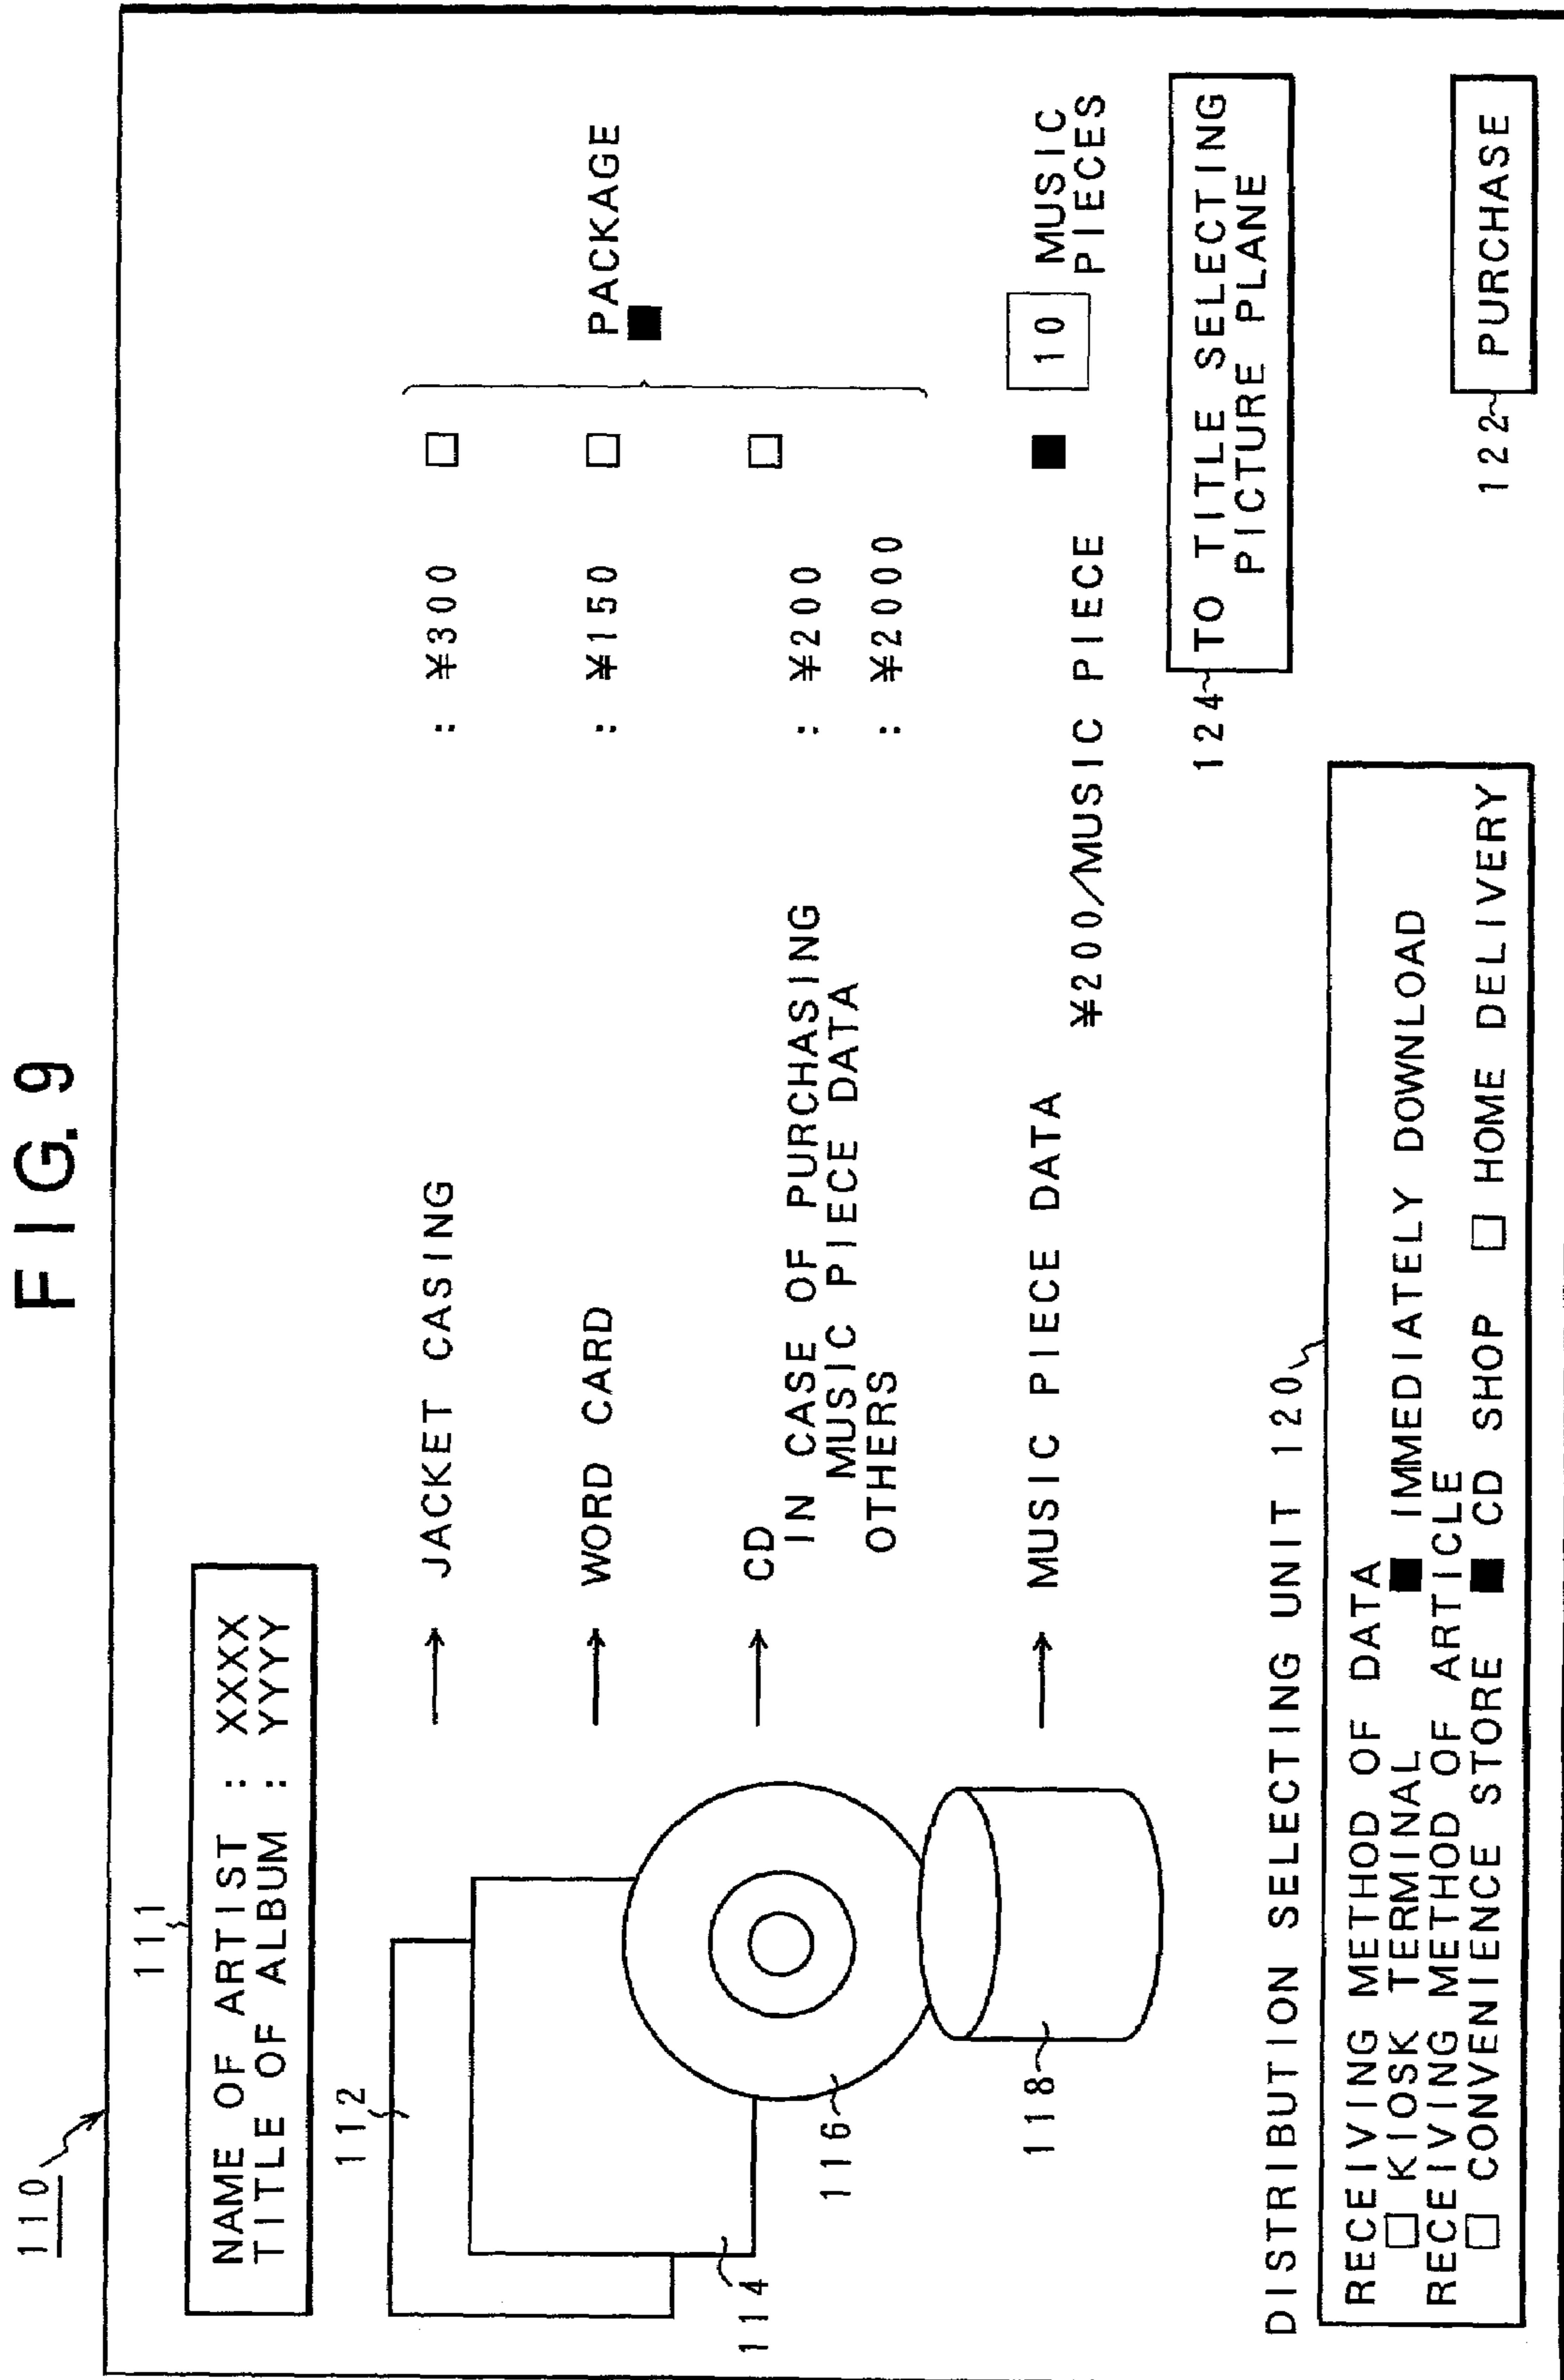 FIG. 9
110
111
NAME OF ARTIST : XXXX
TITLE OF ALBUM : YYYY
112
114
116
118
→ JACKET CASING : ¥300 □
→ WORD CARD : ¥150 □
PACKAGE
■
→ CD □
IN CASE OF PURCHASING : ¥200
MUSIC PIECE DATA
OTHERS : ¥2000
→ MUSIC PIECE DATA ■ 10 MUSIC
¥200/MUSIC PIECE PIECES
124 TO TITLE SELECTING
PICTURE PLANE
DISTRIBUTION SELECTING UNIT 120
RECEIVING METHOD OF DATA
□ KIOSK TERMINAL ■ IMMEDIATELY DOWNLOAD
RECEIVING METHOD OF ARTICLE
□ CONVENIENCE STORE ■ CD SHOP □ HOME DELIVERY
122 PURCHASE